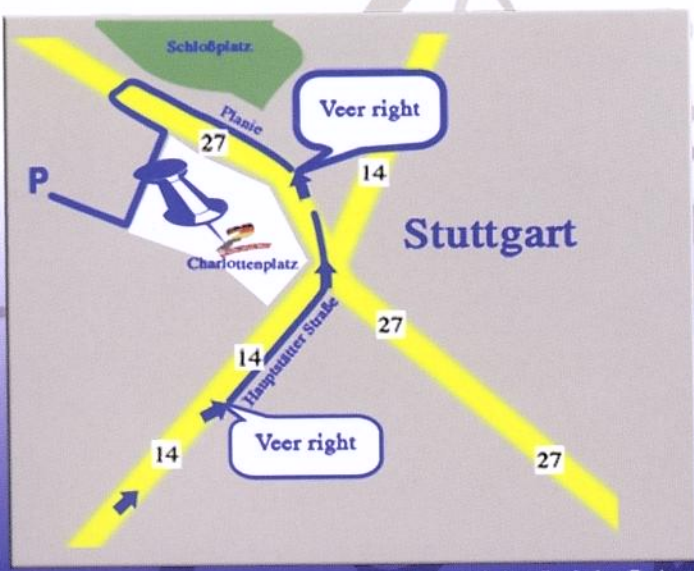 Schloßplatz
Planie
27
Veer right
14
P
Stuttgart
Charlottenplatz
27
14
Hauptstätter Straße
Veer right
14
27